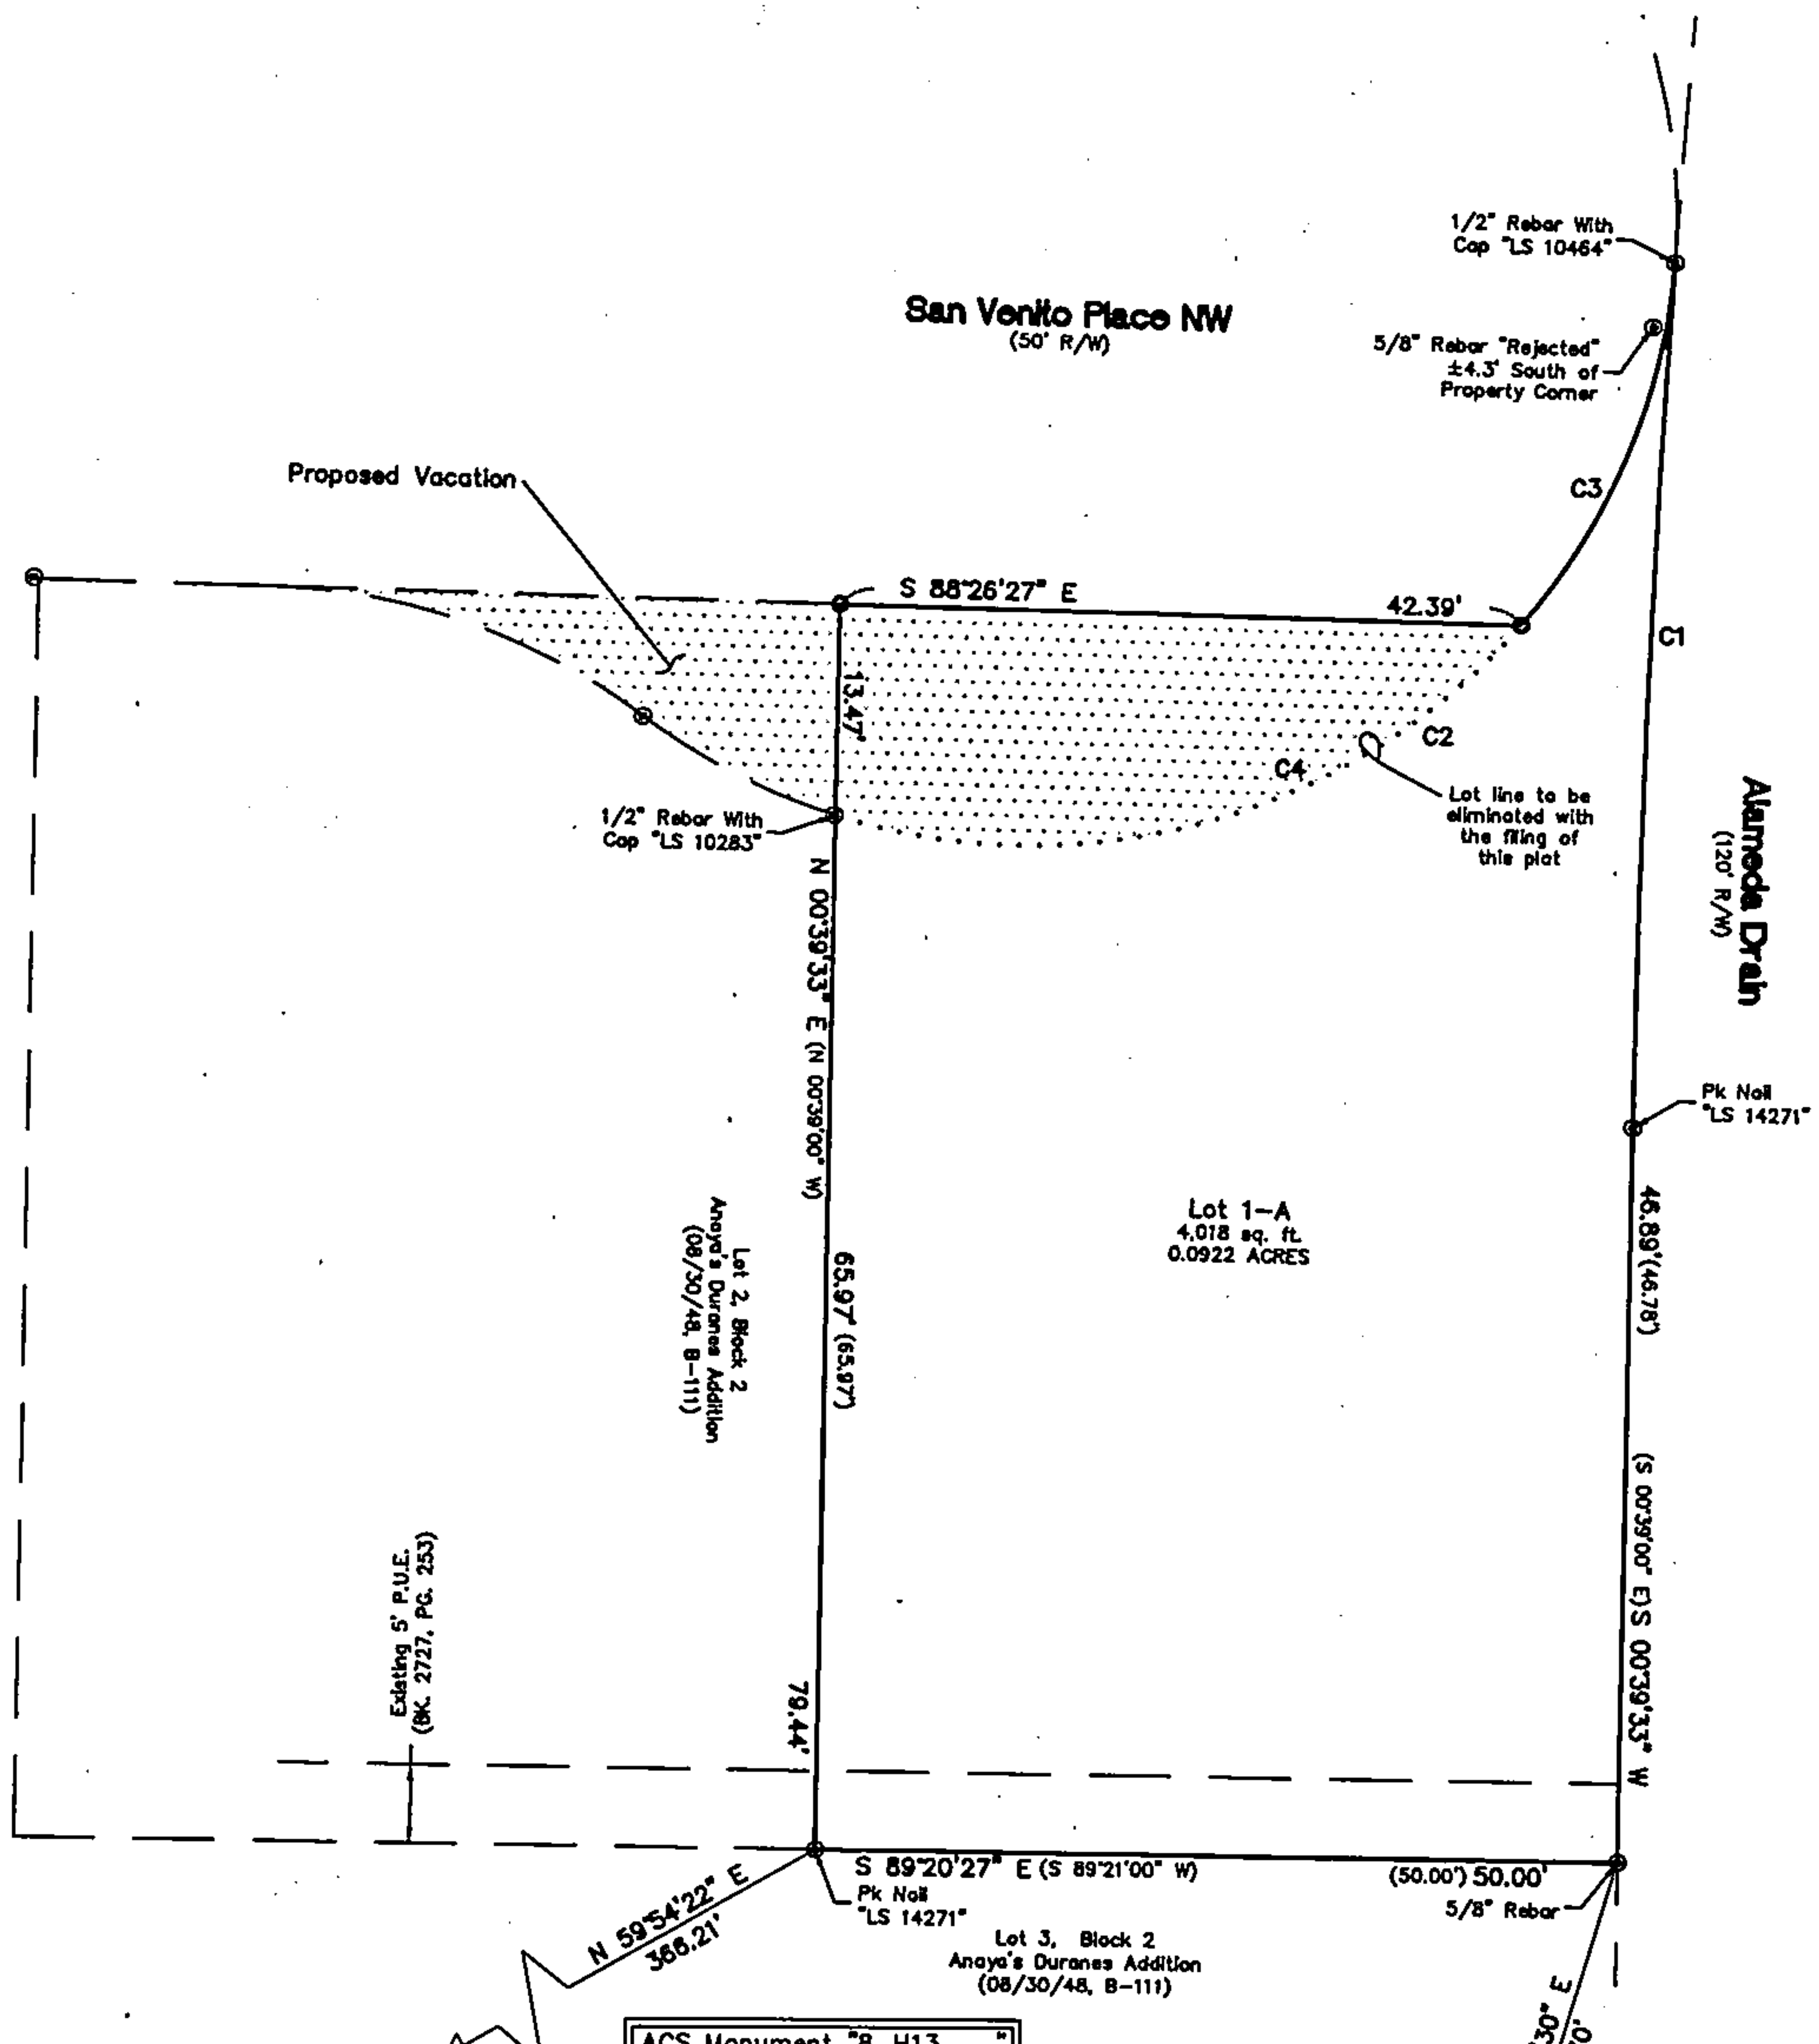 1/2" Rebar With
Cap "LS 10464"
San Venito Place NW
(50' R/W)
5/8" Rebar "Rejected"
±4.3' South of
Property Corner
Proposed Vacation
C3
S 88°26'27" E
42.39'
C1
13.47'
C2
C4
Lot line to be
eliminated with
the filing of
this plat
1/2" Rebar With
Cap "LS 10283"
Alameda Drain
(120' R/W)
N 00°39'33" E (N 00°39'00" W)
Pk Nail
"LS 14271"
46.89'(46.78')
Lot 1-A
4,018 sq. ft.
0.0922 ACRES
Lot 2, Block 2
Anaya's Duranes Addition
(08/30/48, B-111)
65.97' (65.97')
(S 00°39'00" E) S 00°39'33" W
Existing 5' P.U.E.
(BK. 2727, PG. 253)
79.44'
S 89°20'27" E (S 89°21'00" W)
(50.00') 50.00'
Pk Nail
"LS 14271"
5/8" Rebar
N 59°54'22" E
366.21'
Lot 3, Block 2
Anaya's Duranes Addition
(08/30/48, B-111)
30" E
0'
ACS Monument "8 H13 "